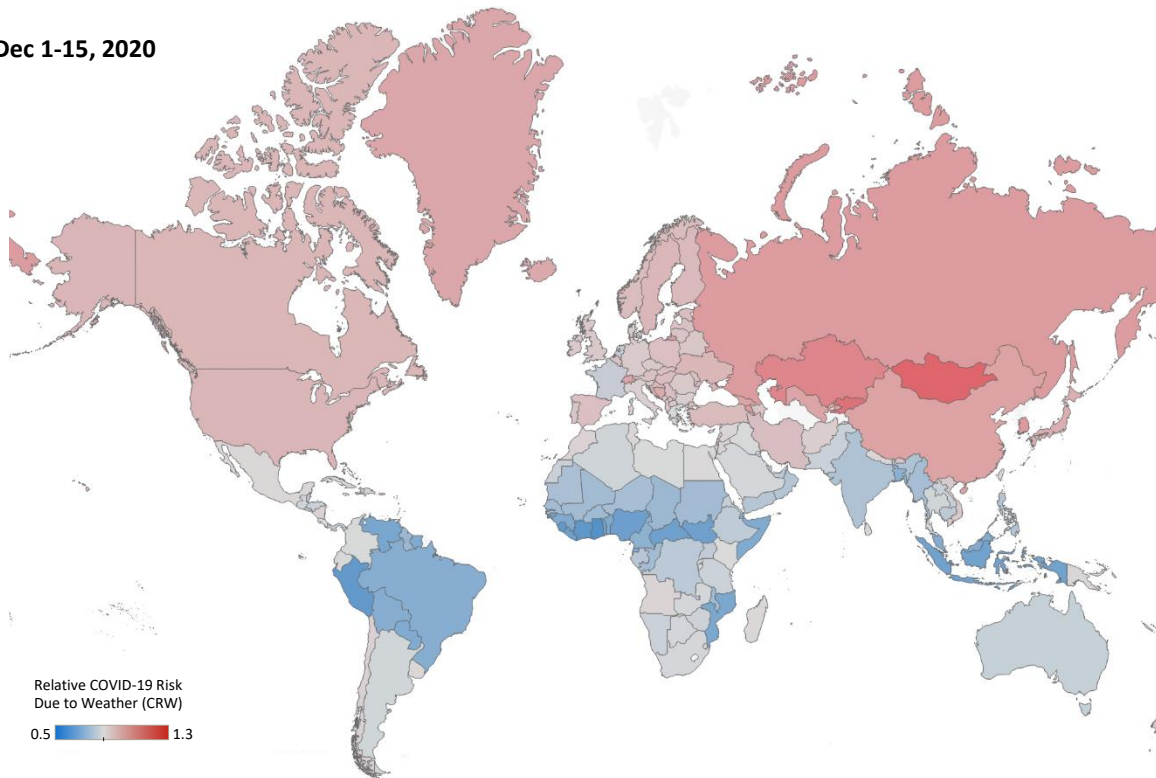 Dec 1-15, 2020
Relative COVID-19 Risk
Due to Weather (CRW)
0.5 1.3